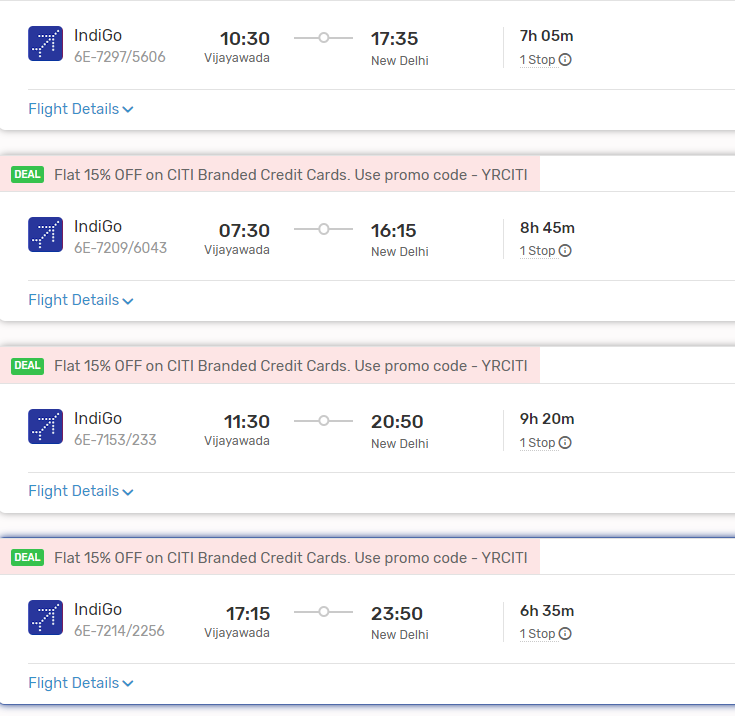 IndiGo 10:30 17:35 7h 05m
6E-7297/5606 Vijayawada New Delhi 1 Stop
Flight Details
DEAL Flat 15% OFF on CITI Branded Credit Cards. Use promo code - YRCITI
IndiGo 07:30 16:15 8h 45m
6E-7209/6043 Vijayawada New Delhi 1 Stop
Flight Details
DEAL Flat 15% OFF on CITI Branded Credit Cards. Use promo code - YRCITI
IndiGo 11:30 20:50 9h 20m
6E-7153/233 Vijayawada New Delhi 1 Stop
Flight Details
DEAL Flat 15% OFF on CITI Branded Credit Cards. Use promo code - YRCITI
IndiGo 17:15 23:50 6h 35m
6E-7214/2256 Vijayawada New Delhi 1 Stop
Flight Details